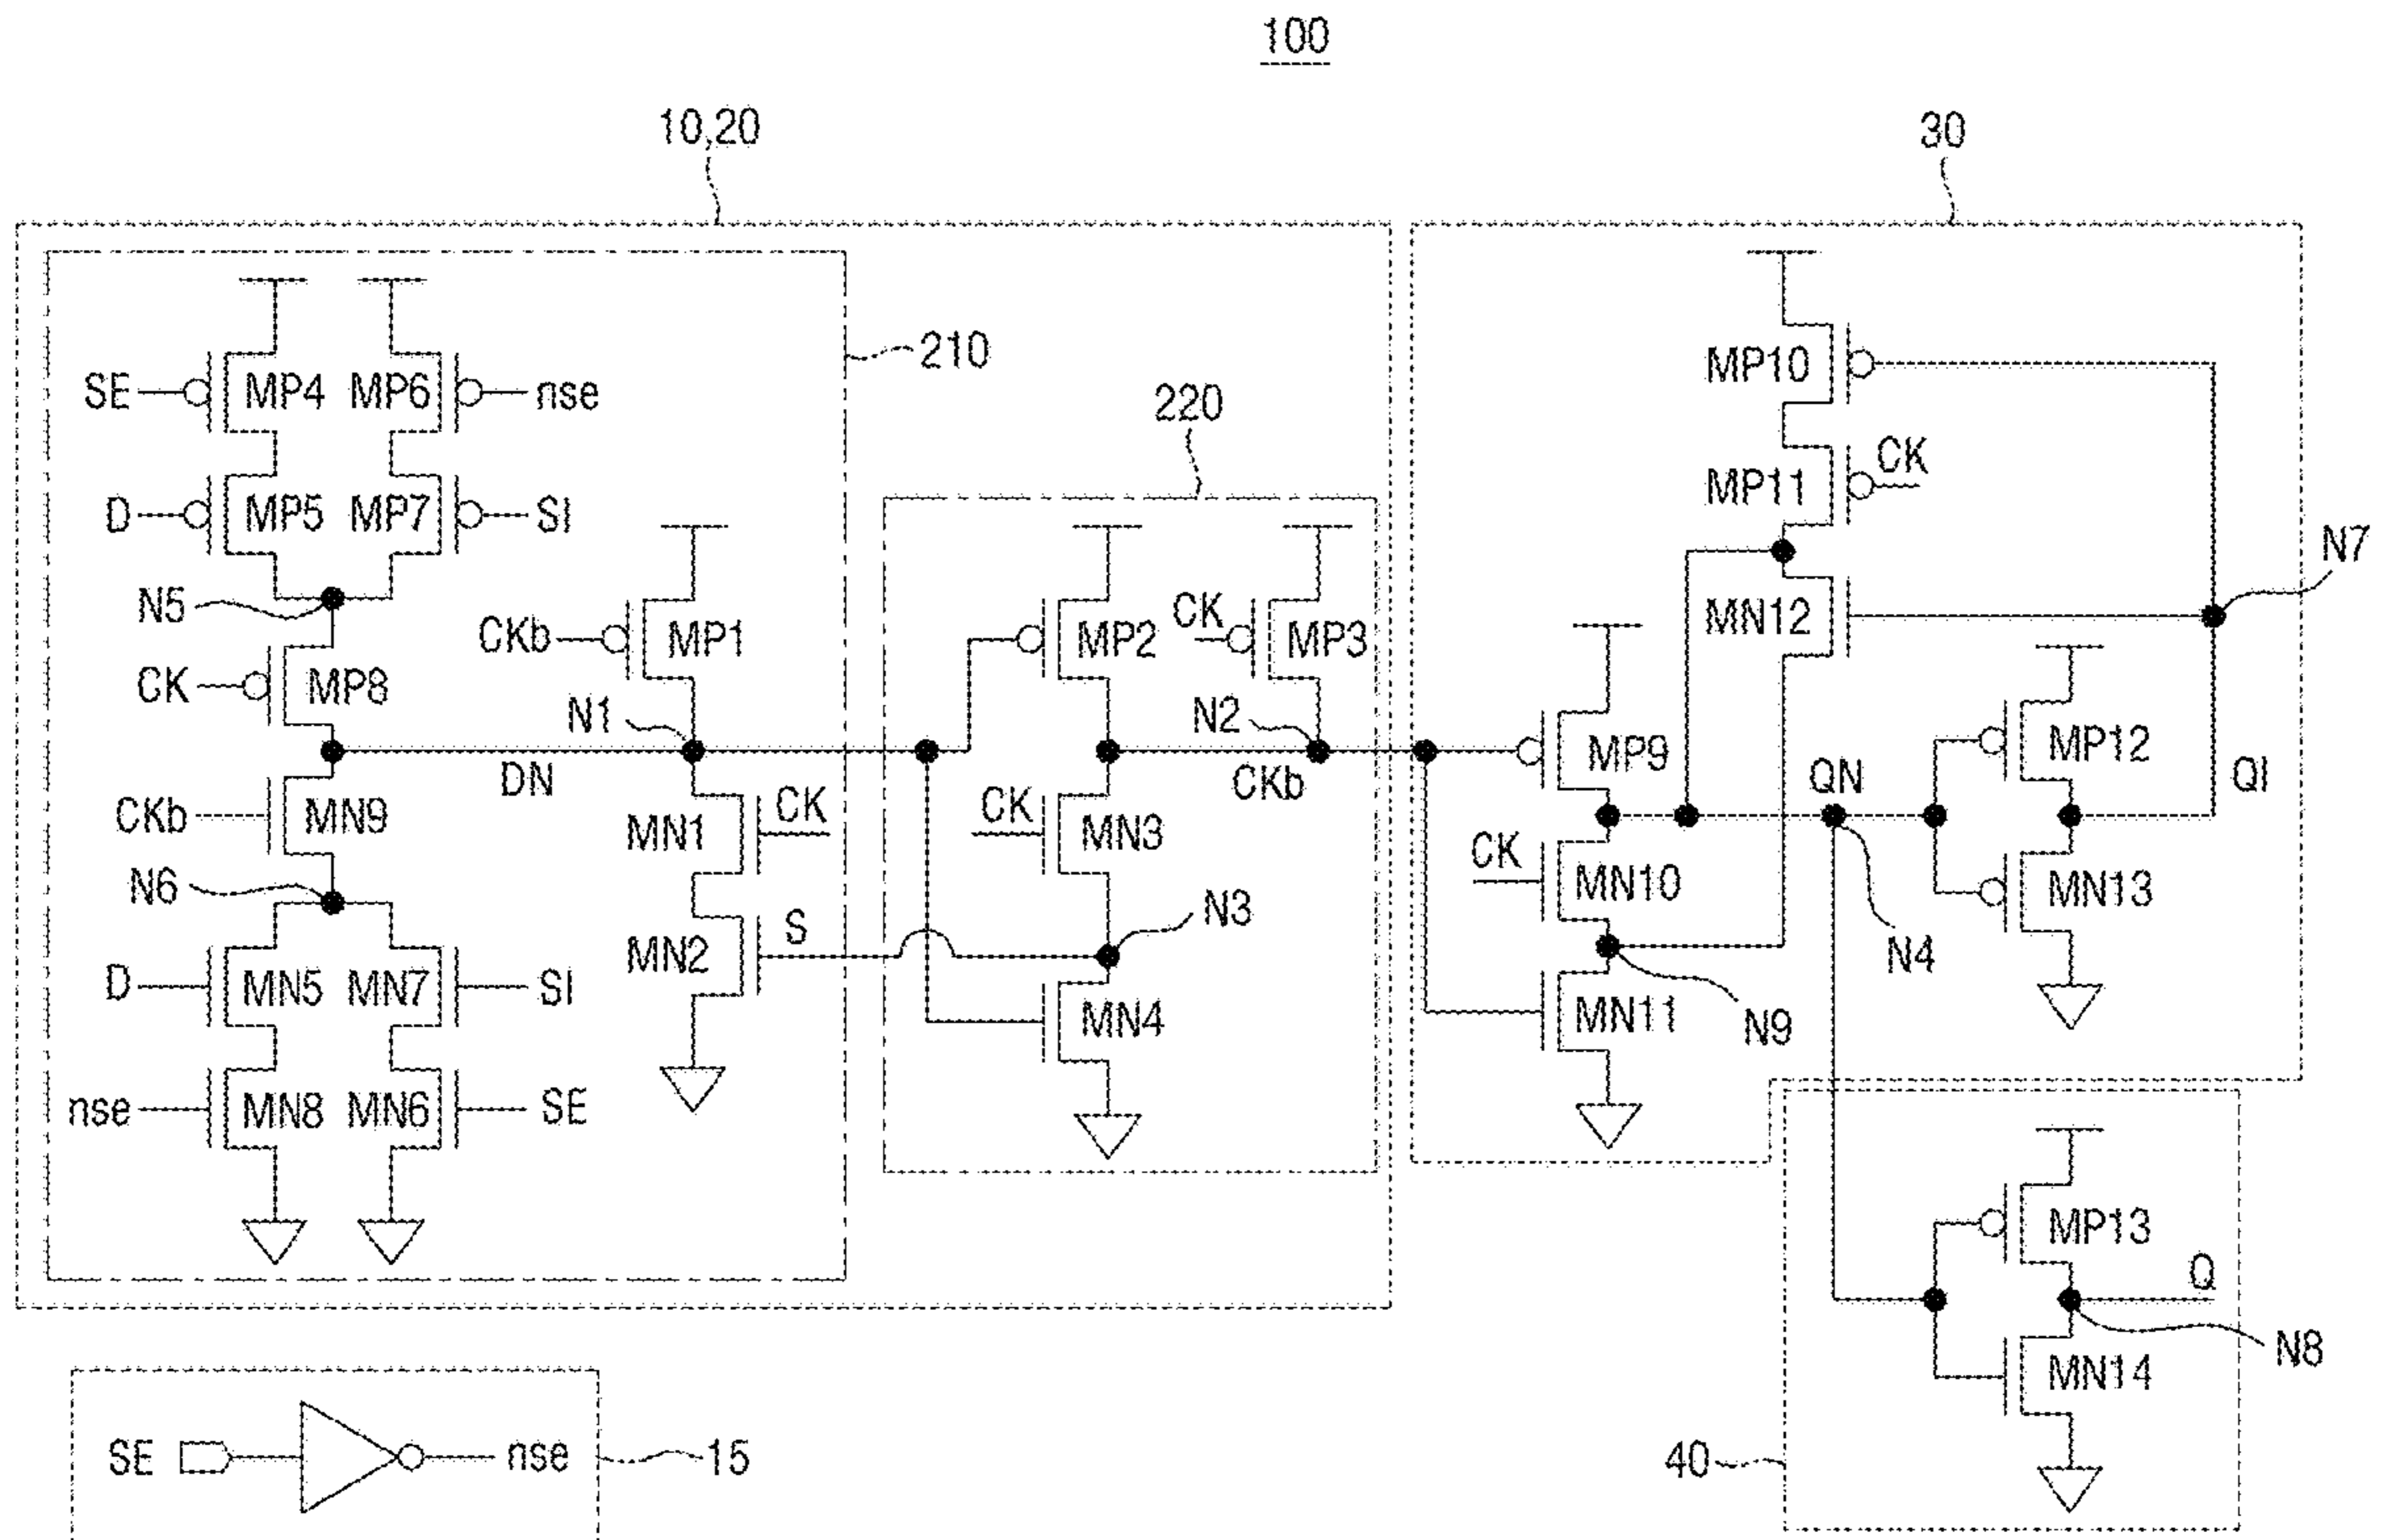 100
10,20
30
210
SE
MP4
MP6
nse
220
MP10
D
MP5
MP7
SI
MP11
CK
N7
N5
CKb
MP1
MP2
CK
MP3
MN12
CK
MP8
N1
N2
MP9
MP12
DN
CKb
QN
QI
CKb
MN9
MN1
CK
CK
MN3
CK
MN10
MN13
N6
S
N3
N4
D
MN5
MN7
SI
MN2
MN4
MN11
N9
nse
MN8
MN6
SE
MP13
Q
N8
MN14
SE
nse
15
40